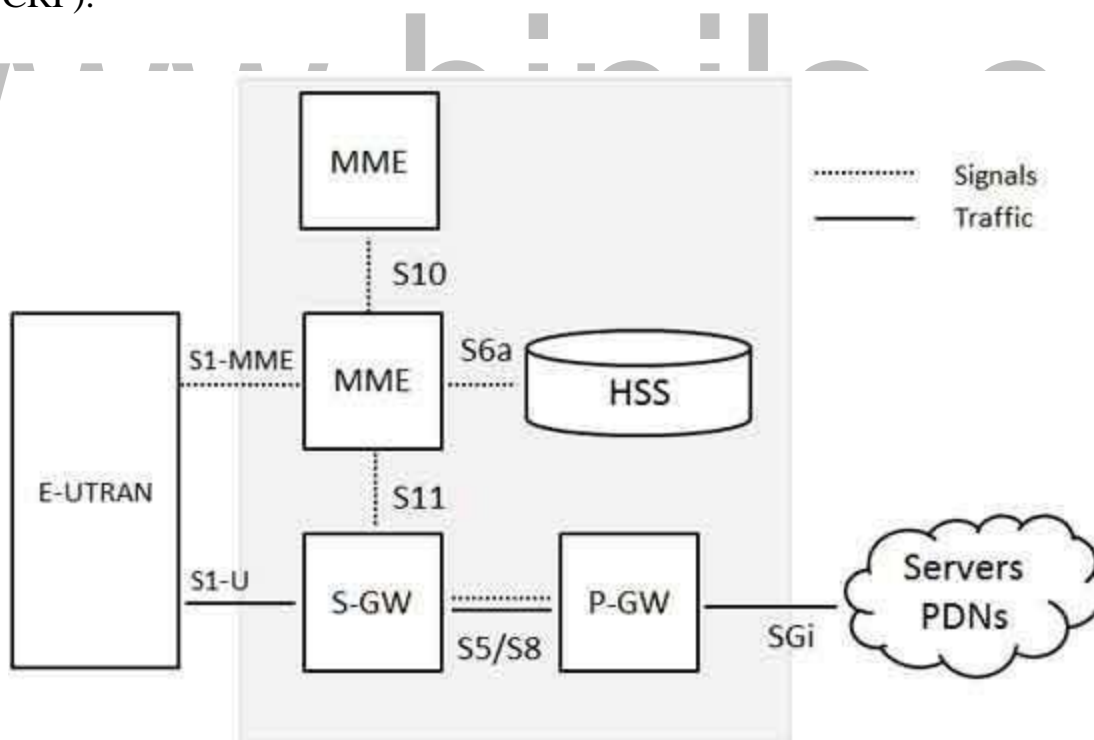 MME
Signals
Traffic
S10
S1-MME
MME
S6a
HSS
E-UTRAN
S11
S1-U
S-GW
S5/S8
P-GW
SGi
Servers
PDNs